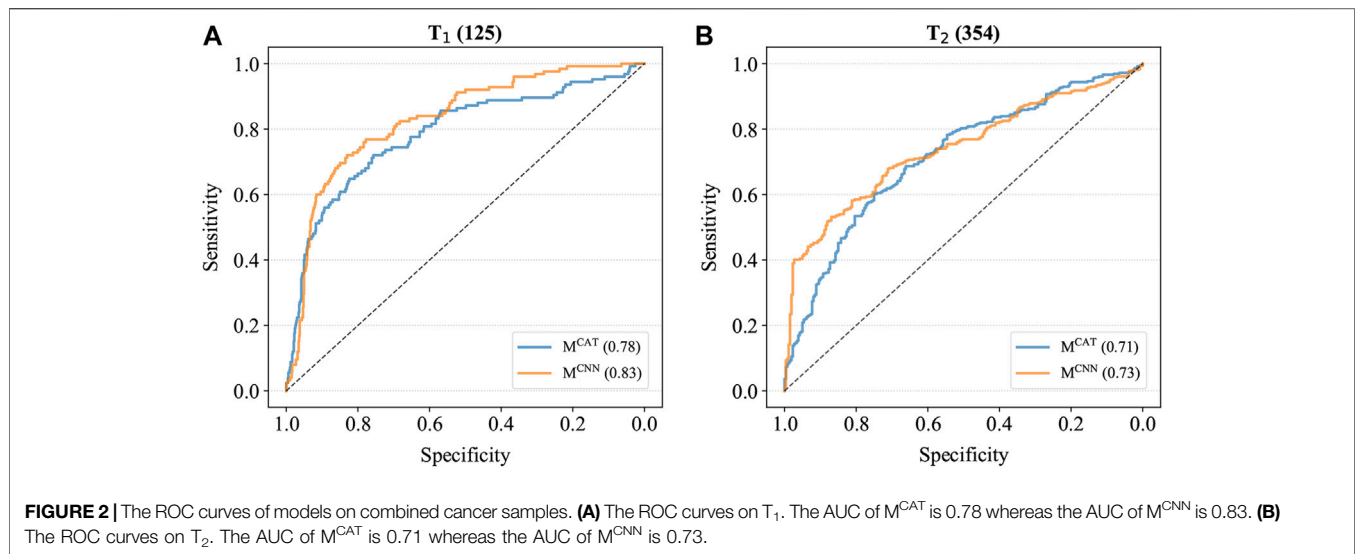 A
T₁ (125)
1.0
0.8
0.6
0.4
0.2
0.0
Sensitivity
M^CAT (0.78)
M^CNN (0.83)
1.0 0.8 0.6 0.4 0.2 0.0
Specificity
B
T₂ (354)
1.0
0.8
0.6
0.4
0.2
0.0
Sensitivity
M^CAT (0.71)
M^CNN (0.73)
1.0 0.8 0.6 0.4 0.2 0.0
Specificity
FIGURE 2 | The ROC curves of models on combined cancer samples. (A) The ROC curves on T₁. The AUC of M^CAT is 0.78 whereas the AUC of M^CNN is 0.83. (B)
The ROC curves on T₂. The AUC of M^CAT is 0.71 whereas the AUC of M^CNN is 0.73.